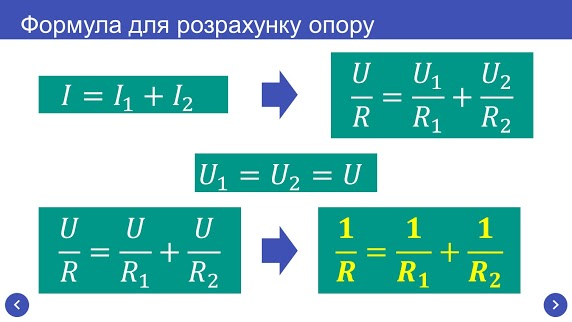 Формула для розрахунку опору
I = I₁ + I₂
U/R = U₁/R₁ + U₂/R₂
U₁ = U₂ = U
U/R = U/R₁ + U/R₂
1/R = 1/R₁ + 1/R₂